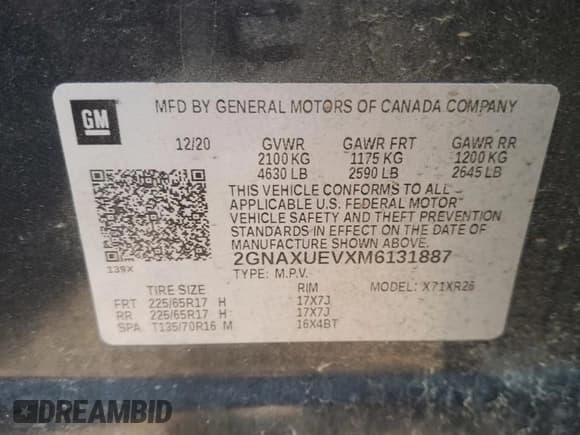 GM
MFD BY GENERAL MOTORS OF CANADA COMPANY
12/20 GVWR GAWR FRT GAWR RR
2100 KG 1175 KG 1200 KG
4630 LB 2590 LB 2645 LB
THIS VEHICLE CONFORMS TO ALL
APPLICABLE U.S. FEDERAL MOTOR
VEHICLE SAFETY AND THEFT PREVENTION
STANDARDS IN EFFECT ON THE DATE OF
MANUFACTURE SHOWN ABOVE.
139X 2GNAXUEVXM6131887
TYPE: M.P.V. MODEL: X71XR26
TIRE SIZE RIM
FRT 225/65R17 H 17X7J
RR 225/65R17 H 17X7J
SPA T135/70R16 M 16X4BT
DREAMBID